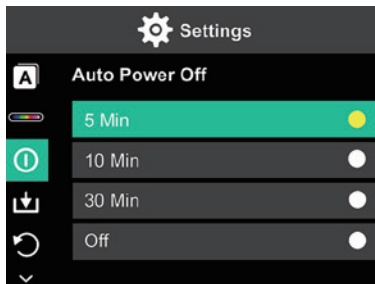 Settings
A
Auto Power Off
5 Min
10 Min
30 Min
Off